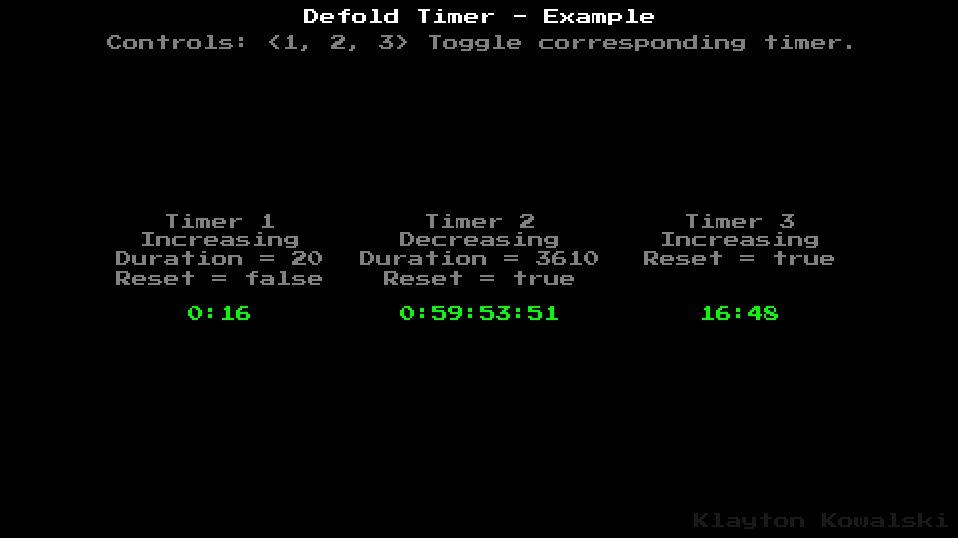 Defold Timer - Example
Controls: <1, 2, 3> Toggle corresponding timer.
Timer 1
Increasing
Duration = 20
Reset = false
0:16
Timer 2
Decreasing
Duration = 3610
Reset = true
0:59:53:51
Timer 3
Increasing
Reset = true
16:48
Klayton Kowalski